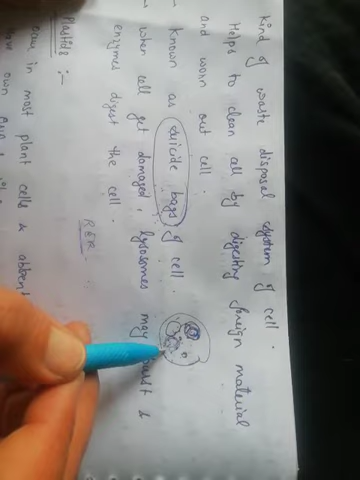 kind of waste disposal system of cell.
Helps to clean cell by digesting foreign material
and worn out cell.
known as suicide bags of cell.
when cell get damaged, lysosomes may burst &
enzymes digest the cell.
Plastids :-
occur in most plant cells & absent
own